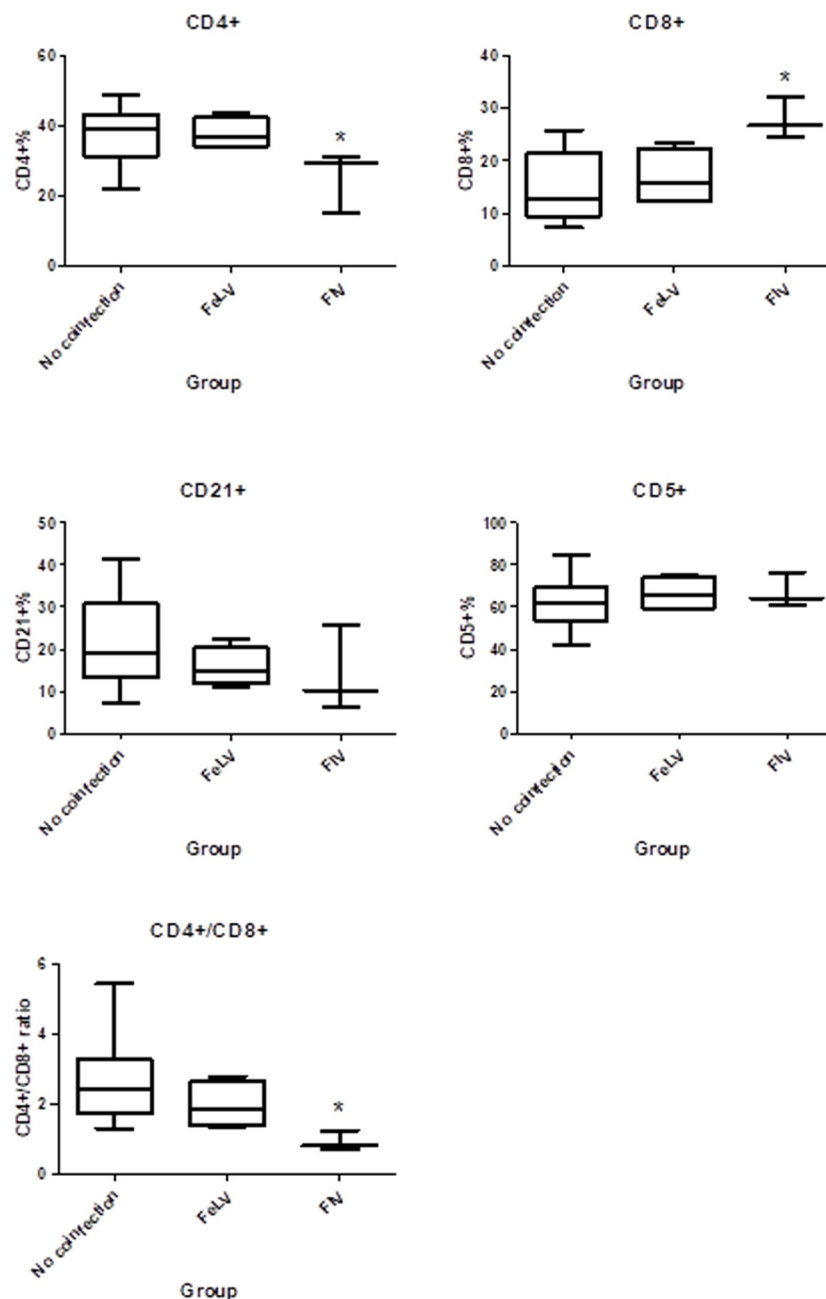 CD4+
60
40
20
0
CD4+%
*
No coinfection
FeLV
FIV
Group
CD8+
40
30
20
10
0
CD8+%
*
No coinfection
FeLV
FIV
Group
CD21+
50
40
30
20
10
0
CD21+%
No coinfection
FeLV
FIV
Group
CD5+
100
80
60
40
20
0
CD5+%
No coinfection
FeLV
FIV
Group
CD4+/CD8+
6
4
2
0
CD4+/CD8+ ratio
*
No coinfection
FeLV
FIV
Group